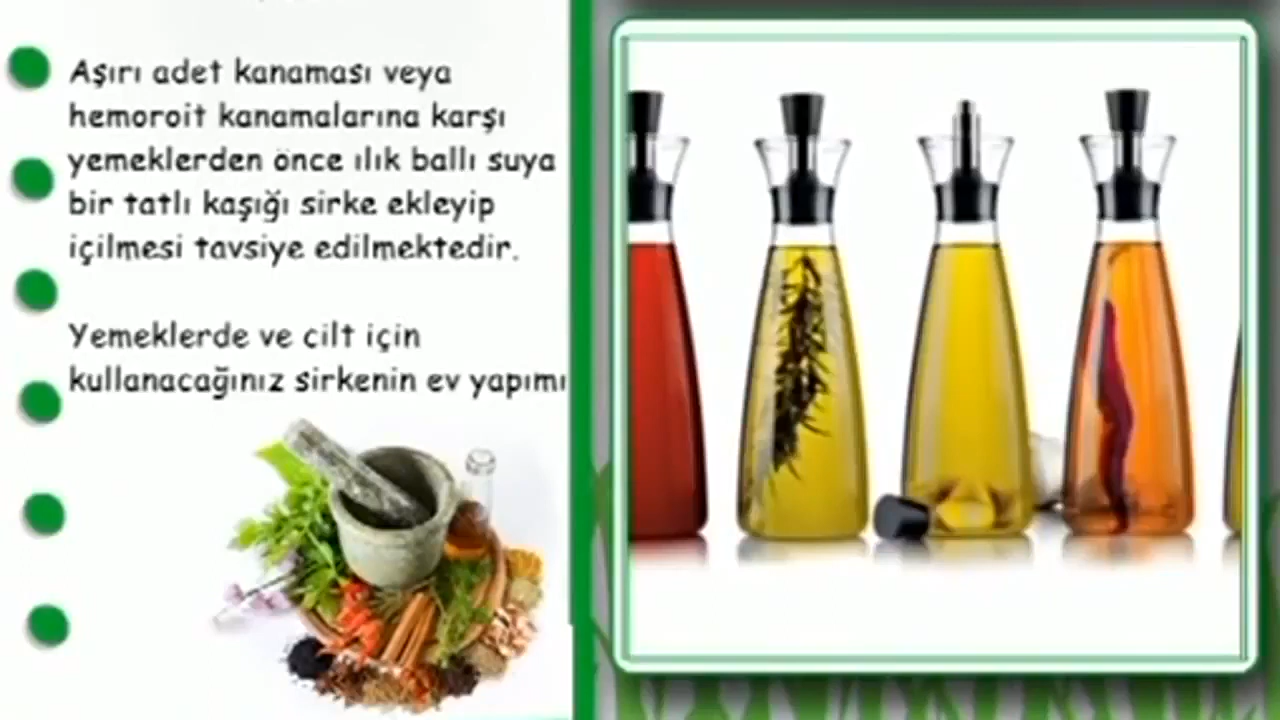 Aşırı adet kanaması veya
hemoroit kanamalarına karşı
yemeklerden önce ılık ballı suya
bir tatlı kaşığı sirke ekleyip
içilmesi tavsiye edilmektedir.
Yemeklerde ve cilt için
kullanacağınız sirkenin ev yapımı